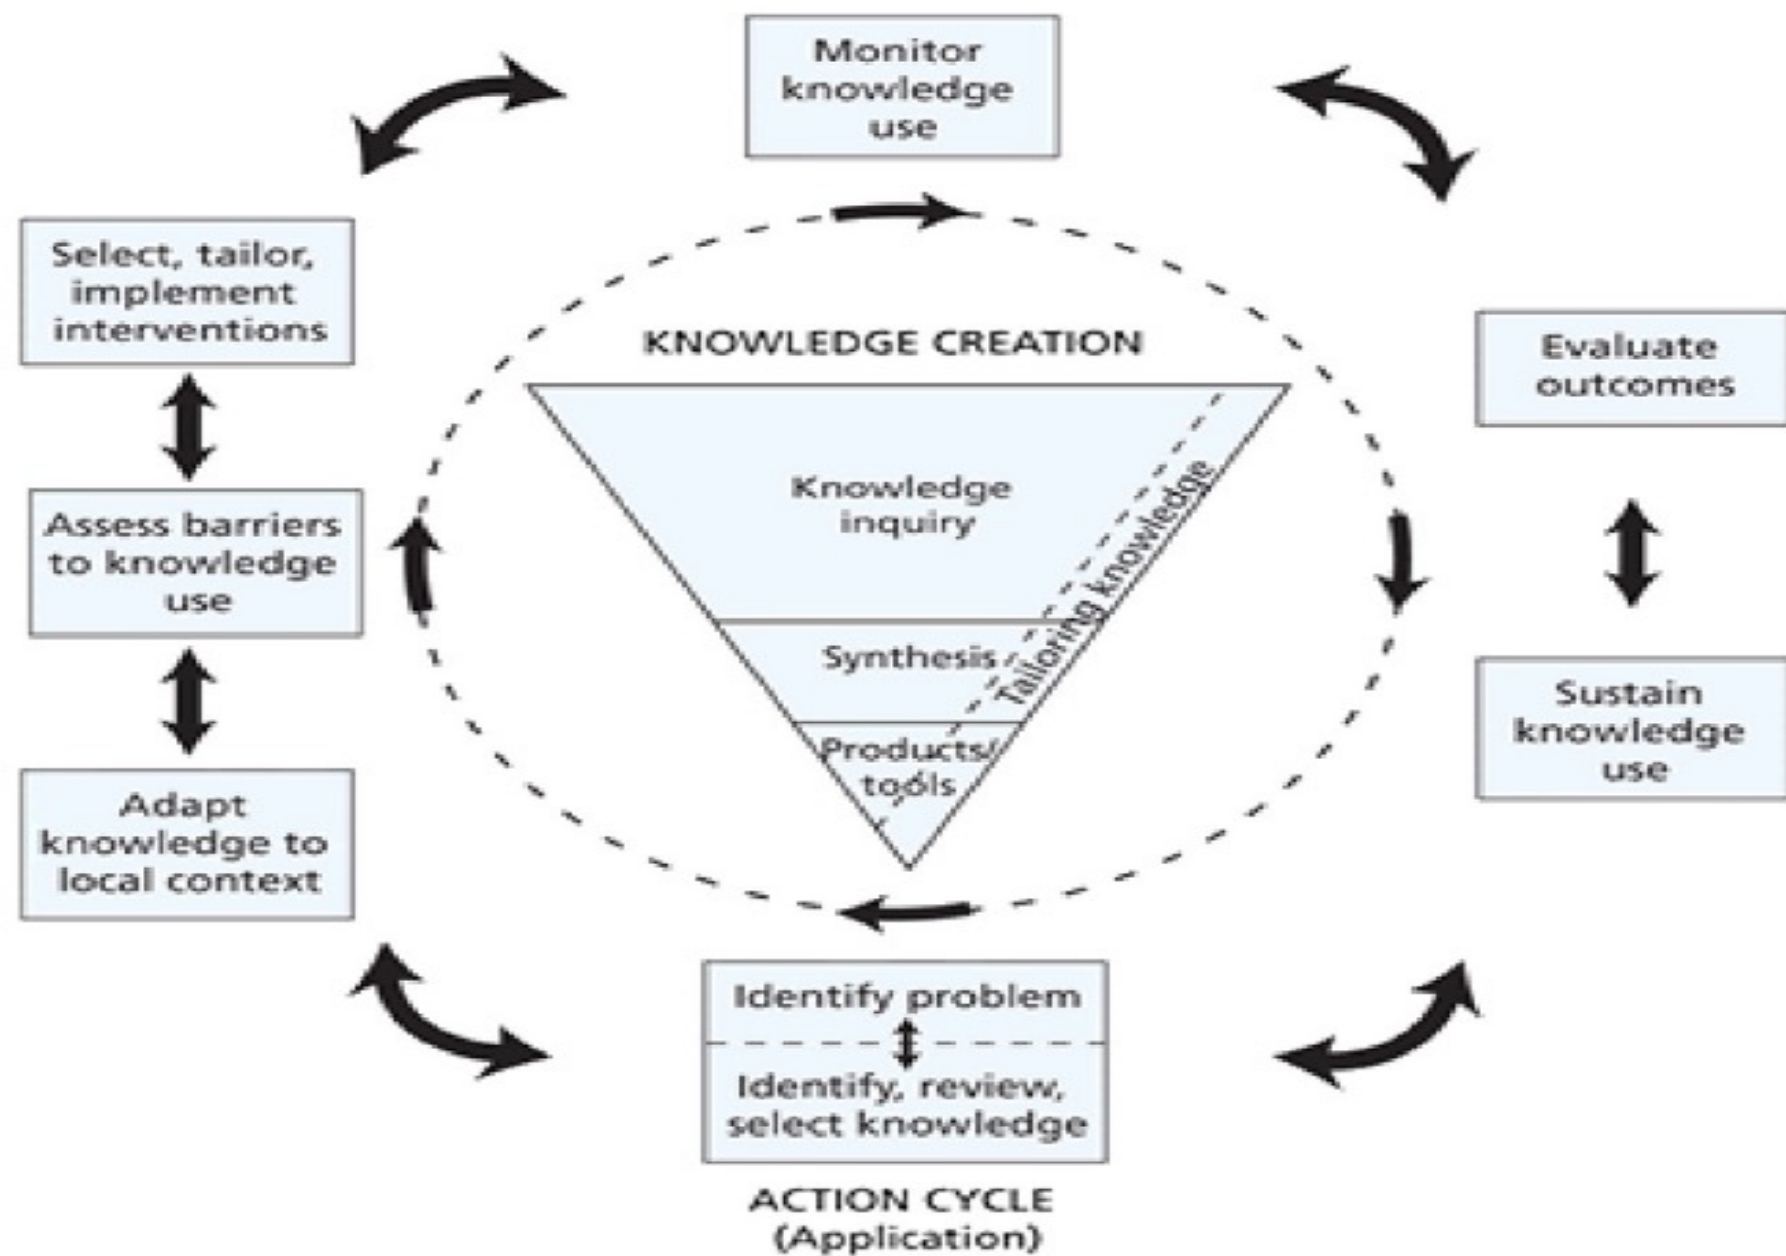 Monitor
knowledge
use
Select, tailor,
implement
interventions
KNOWLEDGE CREATION
Evaluate
outcomes
Knowledge
inquiry
Tailoring knowledge
Assess barriers
to knowledge
use
Synthesis
Sustain
knowledge
use
Products/
tools
Adapt
knowledge to
local context
Identify problem
Identify, review,
select knowledge
ACTION CYCLE
(Application)